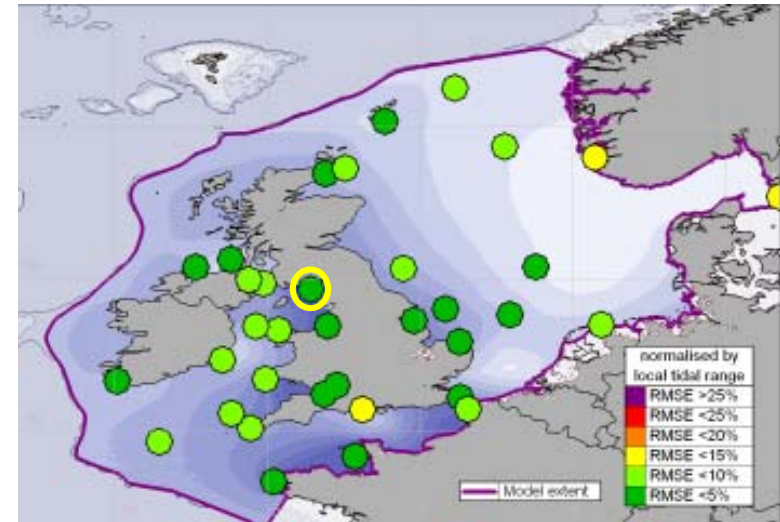 normalised by
local tidal range
RMSE >25%
RMSE <25%
RMSE <20%
RMSE <15%
RMSE <10%
RMSE <5%
Model extent